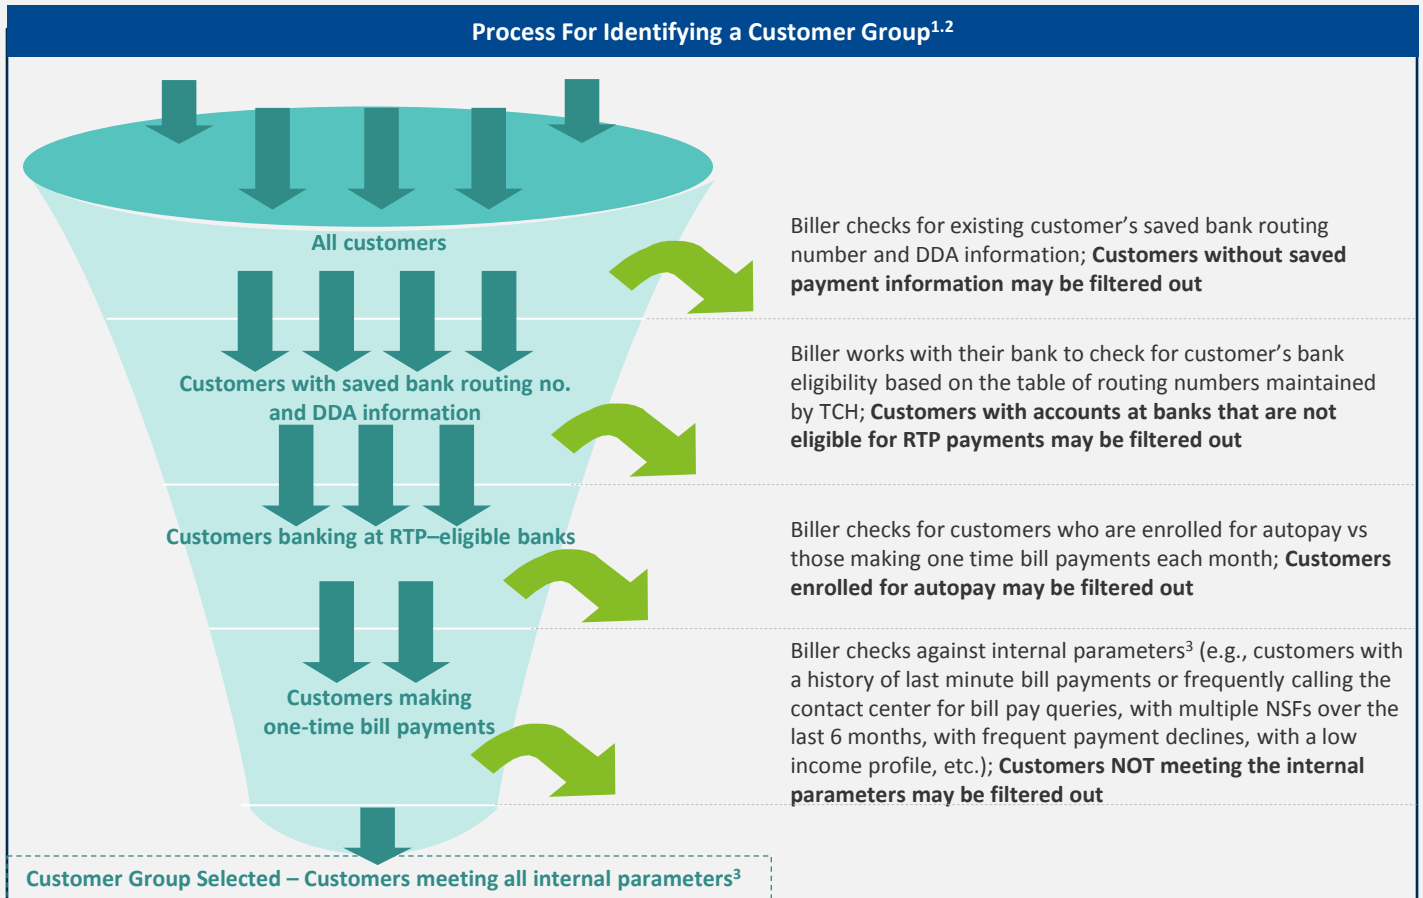 Process For Identifying a Customer Group1.2
All customers
Biller checks for existing customer’s saved bank routing
number and DDA information; Customers without saved
payment information may be filtered out
Customers with saved bank routing no.
and DDA information
Biller works with their bank to check for customer’s bank
eligibility based on the table of routing numbers maintained
by TCH; Customers with accounts at banks that are not
eligible for RTP payments may be filtered out
Customers banking at RTP–eligible banks
Biller checks for customers who are enrolled for autopay vs
those making one time bill payments each month; Customers
enrolled for autopay may be filtered out
Customers making
one-time bill payments
Biller checks against internal parameters3 (e.g., customers with
a history of last minute bill payments or frequently calling the
contact center for bill pay queries, with multiple NSFs over the
last 6 months, with frequent payment declines, with a low
income profile, etc.); Customers NOT meeting the internal
parameters may be filtered out
Customer Group Selected – Customers meeting all internal parameters3